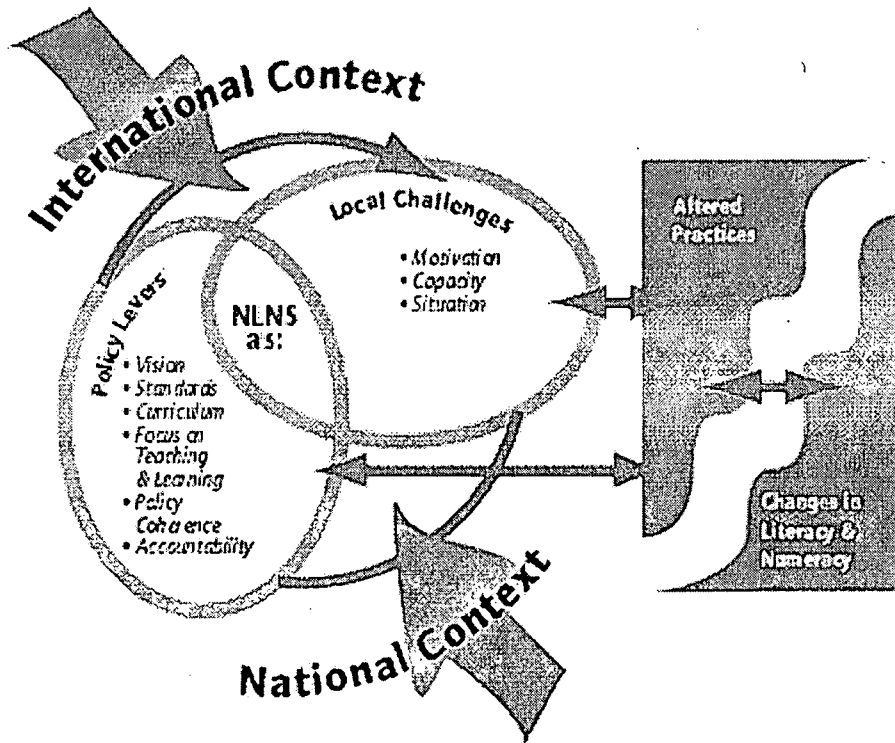 International Context
Local Challenges
• Motivation
• Capacity
• Situation
Policy Levers
• Vision
• Standards
• Curriculum
• Focus on
Teaching
& Learning
• Policy
Coherence
• Accountability
NLNS
as:
Altered
Practices
Changes in
Literacy &
Numeracy
National Context